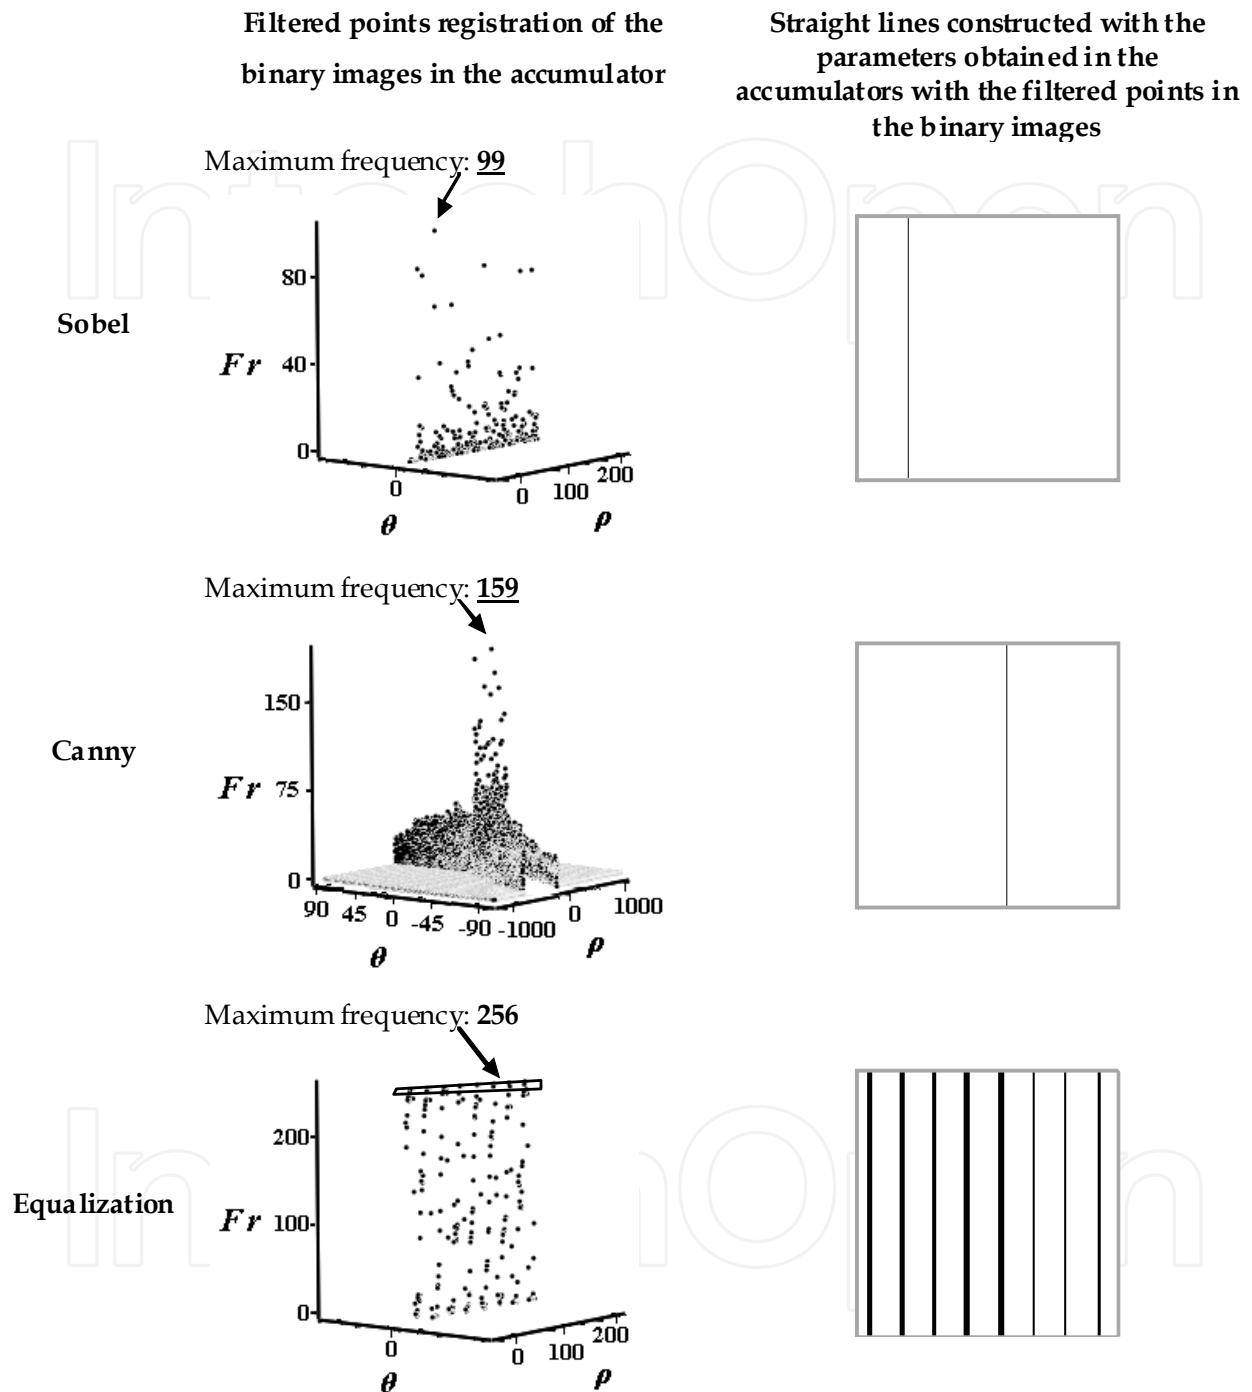 Filtered points registration of the
binary images in the accumulator
Straight lines constructed with the
parameters obtained in the
accumulators with the filtered points in
the binary images
IntechOpen
Maximum frequency: 99
Sobel
Fr
80
40
0
0
θ
0 100 200
ρ
Maximum frequency: 159
Canny
Fr
150
75
0
90 45 0 -45 -90
θ
-1000 0 1000
ρ
Maximum frequency: 256
Equalization
Fr
200
100
0
0
θ
0 100 200
ρ
IntechOpen